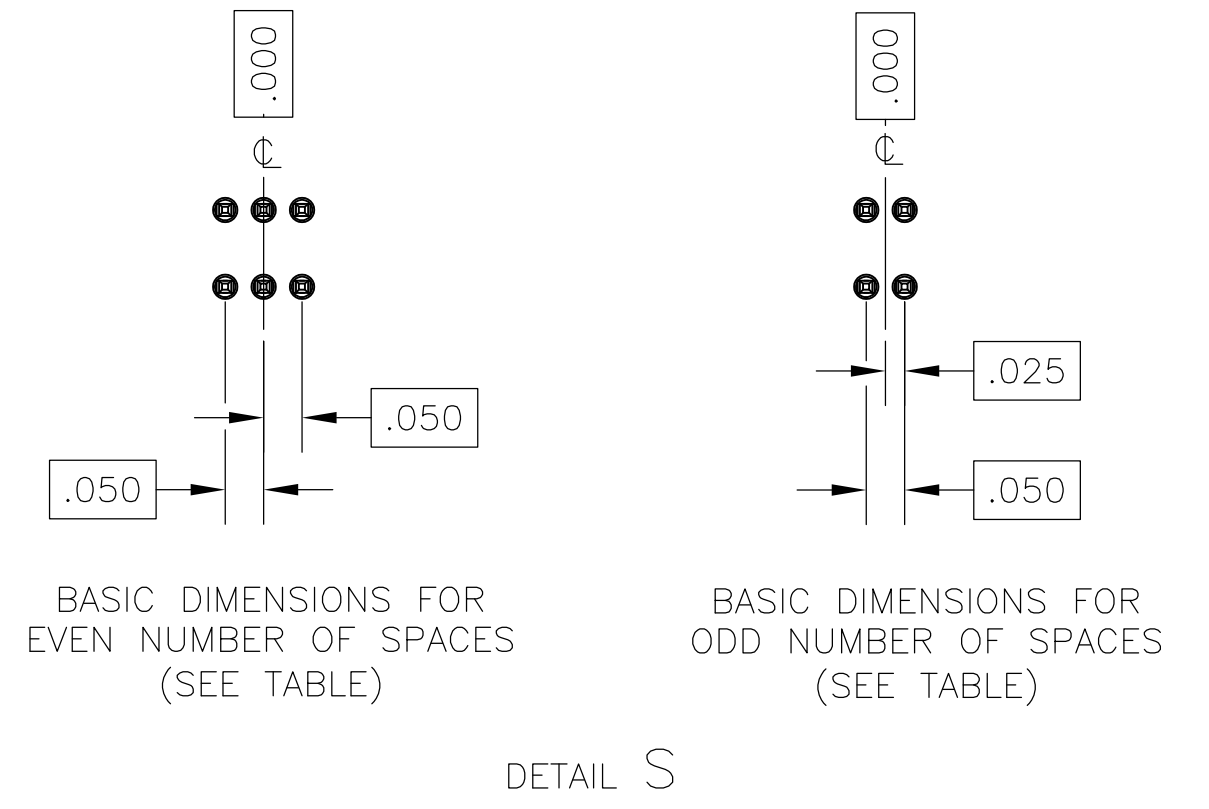 .000
.000
℄
℄
.025
.050
.050
.050
BASIC DIMENSIONS FOR
EVEN NUMBER OF SPACES
(SEE TABLE)
BASIC DIMENSIONS FOR
ODD NUMBER OF SPACES
(SEE TABLE)
DETAIL S